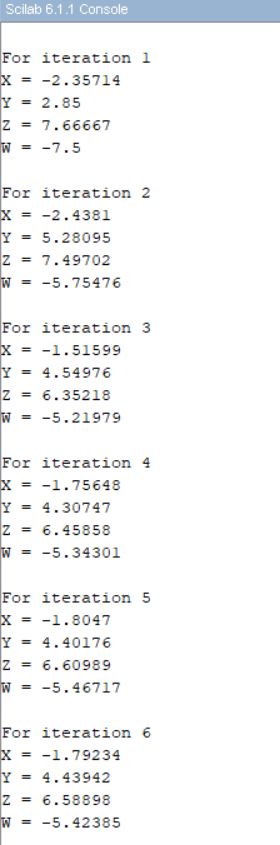 Scilab 6.1.1 Console
For iteration 1
X = -2.35714
Y = 2.85
Z = 7.66667
W = -7.5
For iteration 2
X = -2.4381
Y = 5.28095
Z = 7.49702
W = -5.75476
For iteration 3
X = -1.51599
Y = 4.54976
Z = 6.35218
W = -5.21979
For iteration 4
X = -1.75648
Y = 4.30747
Z = 6.45858
W = -5.34301
For iteration 5
X = -1.8047
Y = 4.40176
Z = 6.60989
W = -5.46717
For iteration 6
X = -1.79234
Y = 4.43942
Z = 6.58898
W = -5.42385